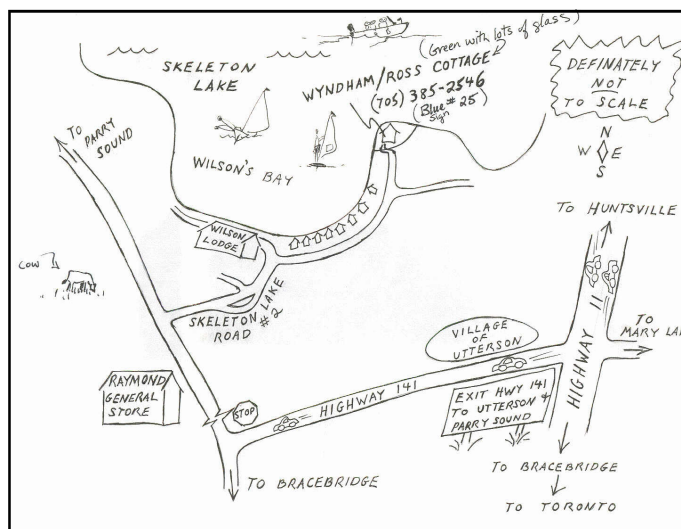 (Green with lots of glass)
SKELETON
LAKE
WYNDHAM/ROSS COTTAGE
(705) 385-2546
(Blue # 25)
Sign
DEFINATELY
NOT
TO SCALE
N
W E
S
TO
PARRY
SOUND
WILSON'S BAY
TO HUNTSVILLE
WILSON
LODGE
COW
SKELETON LAKE
ROAD #2
VILLAGE
OF
UTTERSON
HIGHWAY 11
TO
MARY LA
RAYMOND
GENERAL
STORE
STOP
HIGHWAY 141
EXIT HWY 141
TO UTTERSON &
PARRY SOUND
TO BRACEBRIDGE
TO BRACEBRIDGE
TO TORONTO